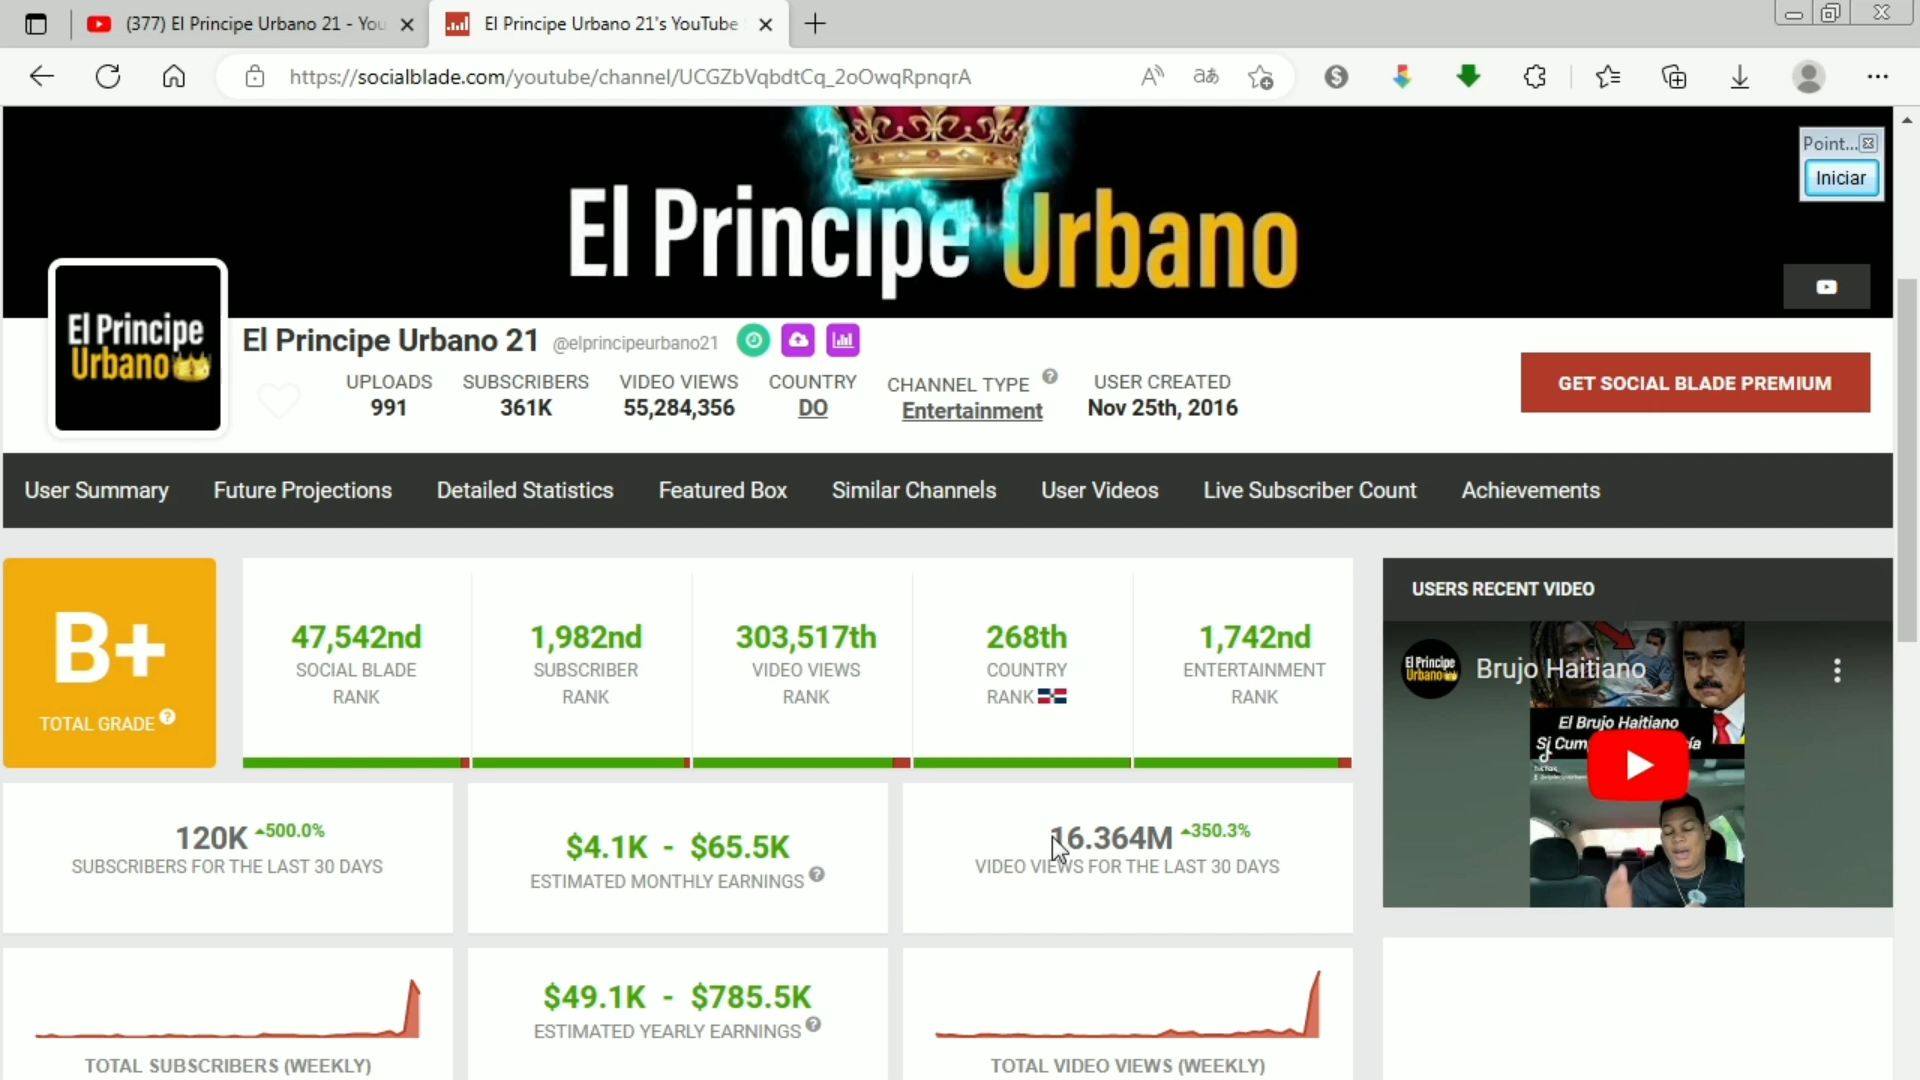 (377) El Principe Urbano 21 - You
El Principe Urbano 21's YouTube
https://socialblade.com/youtube/channel/UCGZbVqbdtCq_2oOwqRpnqrA
El Principe Urbano
Point...
Iniciar
El Principe
Urbano
El Principe Urbano 21 @elprincipeurbano21
UPLOADS SUBSCRIBERS VIDEO VIEWS COUNTRY CHANNEL TYPE USER CREATED
991 361K 55,284,356 DO Entertainment Nov 25th, 2016
GET SOCIAL BLADE PREMIUM
User Summary Future Projections Detailed Statistics Featured Box Similar Channels User Videos Live Subscriber Count Achievements
B+
TOTAL GRADE
47,542nd
SOCIAL BLADE
RANK
1,982nd
SUBSCRIBER
RANK
303,517th
VIDEO VIEWS
RANK
268th
COUNTRY
RANK
1,742nd
ENTERTAINMENT
RANK
USERS RECENT VIDEO
El Principe
Urbano
Brujo Haitiano
El Brujo Haitiano
Si
120K 500.0%
SUBSCRIBERS FOR THE LAST 30 DAYS
$4.1K - $65.5K
ESTIMATED MONTHLY EARNINGS
16.364M 350.3%
VIDEO VIEWS FOR THE LAST 30 DAYS
TOTAL SUBSCRIBERS (WEEKLY)
$49.1K - $785.5K
ESTIMATED YEARLY EARNINGS
TOTAL VIDEO VIEWS (WEEKLY)